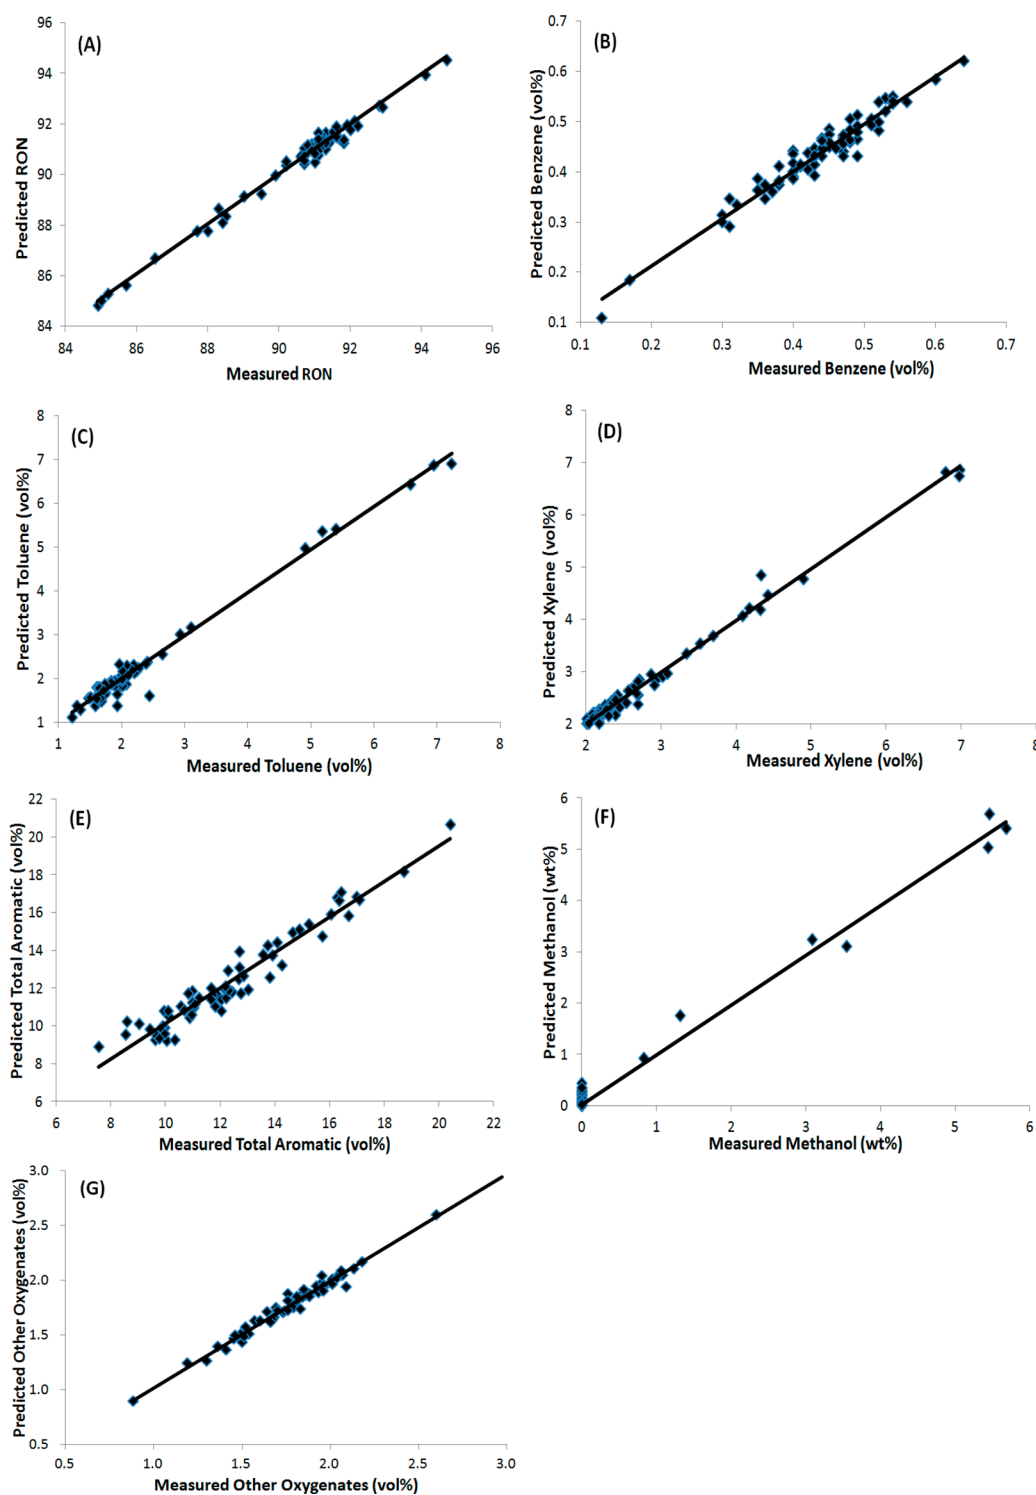 (A)
Predicted RON
96
94
92
90
88
86
84
84 86 88 90 92 94 96
Measured RON
(B)
Predicted Benzene (vol%)
0.7
0.6
0.5
0.4
0.3
0.2
0.1
0.1 0.2 0.3 0.4 0.5 0.6 0.7
Measured Benzene (vol%)
(C)
Predicted Toluene (vol%)
8
7
6
5
4
3
2
1
1 2 3 4 5 6 7 8
Measured Toluene (vol%)
(D)
Predicted Xylene (vol%)
8
7
6
5
4
3
2
2 3 4 5 6 7 8
Measured Xylene (vol%)
(E)
Predicted Total Aromatic (vol%)
22
20
18
16
14
12
10
8
6
6 8 10 12 14 16 18 20 22
Measured Total Aromatic (vol%)
(F)
Predicted Methanol (wt%)
6
5
4
3
2
1
0
0 1 2 3 4 5 6
Measured Methanol (wt%)
(G)
Predicted Other Oxygenates (vol%)
3.0
2.5
2.0
1.5
1.0
0.5
0.5 1.0 1.5 2.0 2.5 3.0
Measured Other Oxygenates (vol%)